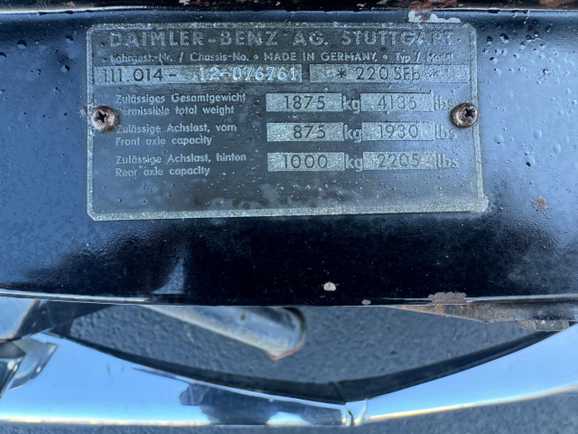 DAIMLER-BENZ AG. STUTTGART
Fahrgest.-Nr. / Chassis-No. • MADE IN GERMANY • Typ / Model
111.014- 12-076761 * 220 SEb *
Zulässiges Gesamtgewicht
Permissible total weight 1875 kg 4135 lbs
Zulässige Achslast, vorn
Front axle capacity 875 kg 1930 lbs
Zulässige Achslast, hinten
Rear axle capacity 1000 kg 2205 lbs